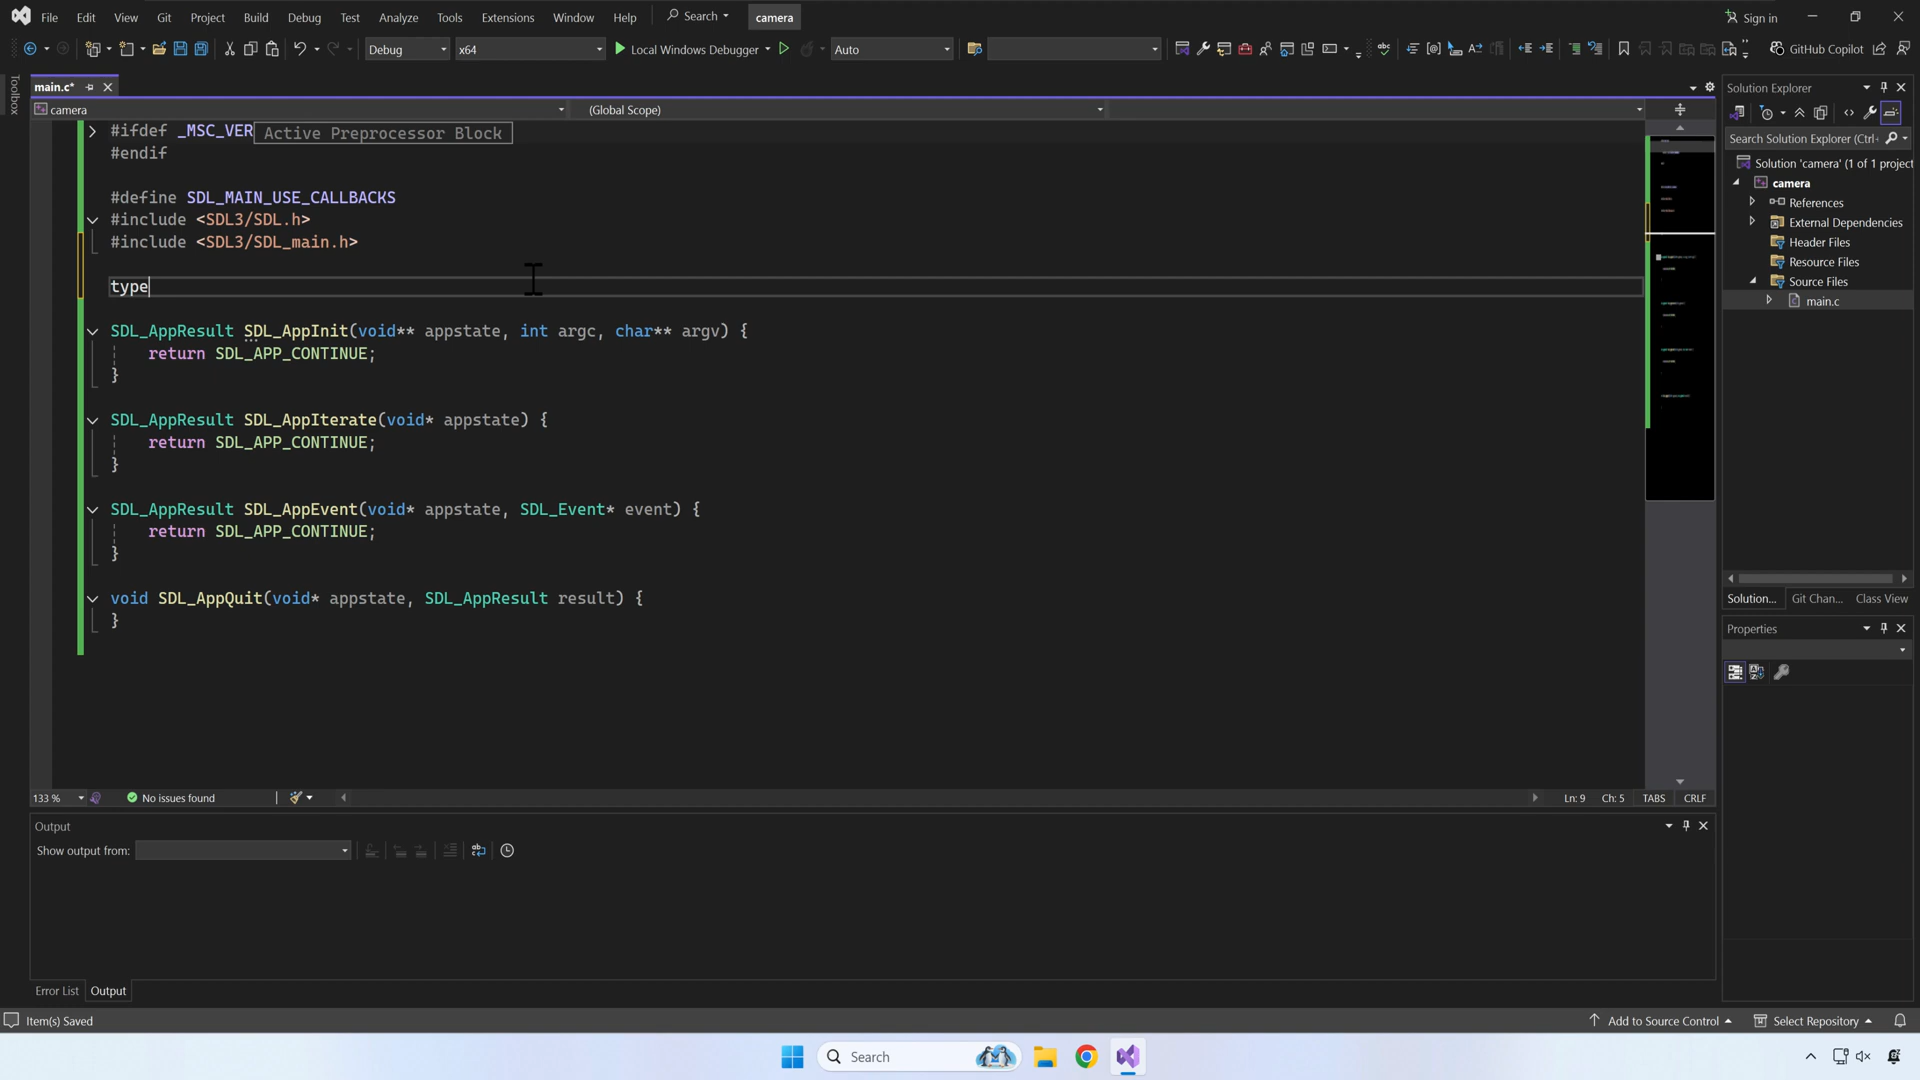 File Edit View Git Project Build Debug Test Analyze Tools Extensions Window Help Search camera Sign in
Debug x64 Local Windows Debugger Auto GitHub Copilot
Toolbox
main.c*
camera (Global Scope)
#ifdef _MSC_VER Active Preprocessor Block
#endif
#define SDL_MAIN_USE_CALLBACKS
#include <SDL3/SDL.h>
#include <SDL3/SDL_main.h>
type
SDL_AppResult SDL_AppInit(void** appstate, int argc, char** argv) {
return SDL_APP_CONTINUE;
}
SDL_AppResult SDL_AppIterate(void* appstate) {
return SDL_APP_CONTINUE;
}
SDL_AppResult SDL_AppEvent(void* appstate, SDL_Event* event) {
return SDL_APP_CONTINUE;
}
void SDL_AppQuit(void* appstate, SDL_AppResult result) {
}
133 % No issues found Ln: 9 Ch: 5 TABS CRLF
Output
Show output from:
Error List Output
Solution Explorer
Search Solution Explorer (Ctrl+
Solution 'camera' (1 of 1 project
camera
References
External Dependencies
Header Files
Resource Files
Source Files
main.c
Solution... Git Chan... Class View
Properties
Item(s) Saved Add to Source Control Select Repository
Search